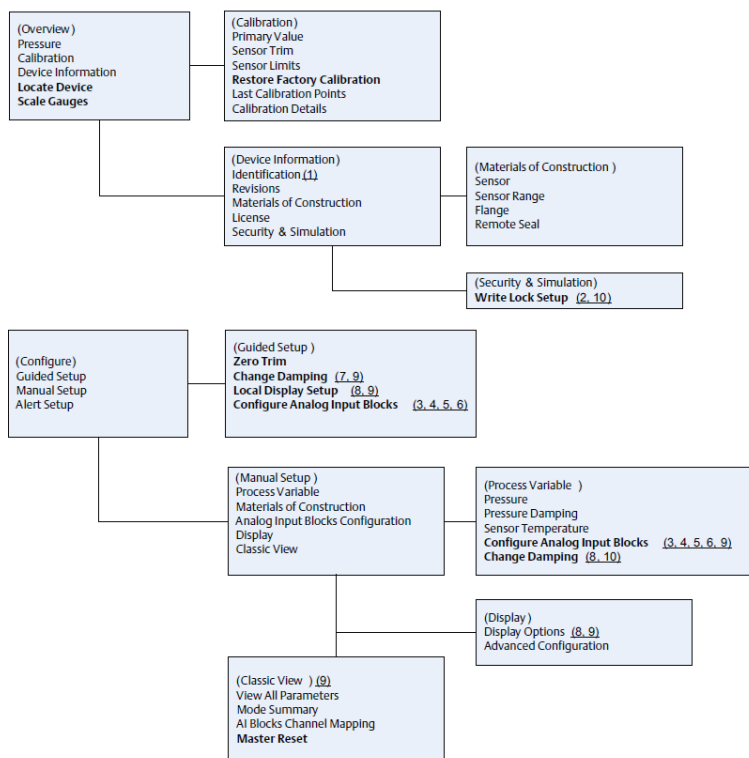 (Overview)
Pressure
Calibration
Device Information
Locate Device
Scale Gauges
(Calibration)
Primary Value
Sensor Trim
Sensor Limits
Restore Factory Calibration
Last Calibration Points
Calibration Details
(Device Information)
Identification (1)
Revisions
Materials of Construction
License
Security & Simulation
(Materials of Construction )
Sensor
Sensor Range
Flange
Remote Seal
(Security & Simulation)
Write Lock Setup (2, 10)
(Configure)
Guided Setup
Manual Setup
Alert Setup
(Guided Setup )
Zero Trim
Change Damping (7, 9)
Local Display Setup (8, 9)
Configure Analog Input Blocks (3, 4, 5, 6)
(Manual Setup )
Process Variable
Materials of Construction
Analog Input Blocks Configuration
Display
Classic View
(Process Variable )
Pressure
Pressure Damping
Sensor Temperature
Configure Analog Input Blocks (3, 4, 5, 6, 9)
Change Damping (8, 10)
(Display )
Display Options (8, 9)
Advanced Configuration
(Classic View ) (9)
View All Parameters
Mode Summary
AI Blocks Channel Mapping
Master Reset